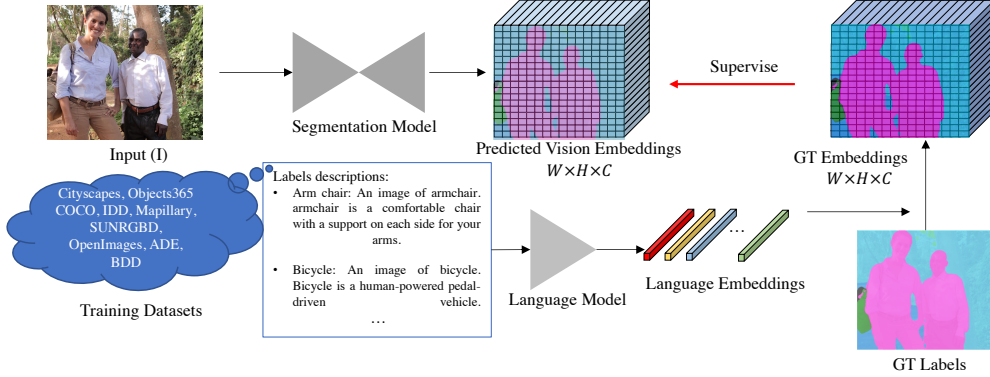 Input (I)
Segmentation Model
Predicted Vision Embeddings
W×H×C
Supervise
GT Embeddings
W×H×C
Cityscapes, Objects365
COCO, IDD, Mapillary,
SUNRGBD,
OpenImages, ADE,
BDD
Training Datasets
Labels descriptions:
• Arm chair: An image of armchair.
armchair is a comfortable chair
with a support on each side for your
arms.
• Bicycle: An image of bicycle.
Bicycle is a human-powered pedal-
driven vehicle.
…
Language Model
…
Language Embeddings
GT Labels